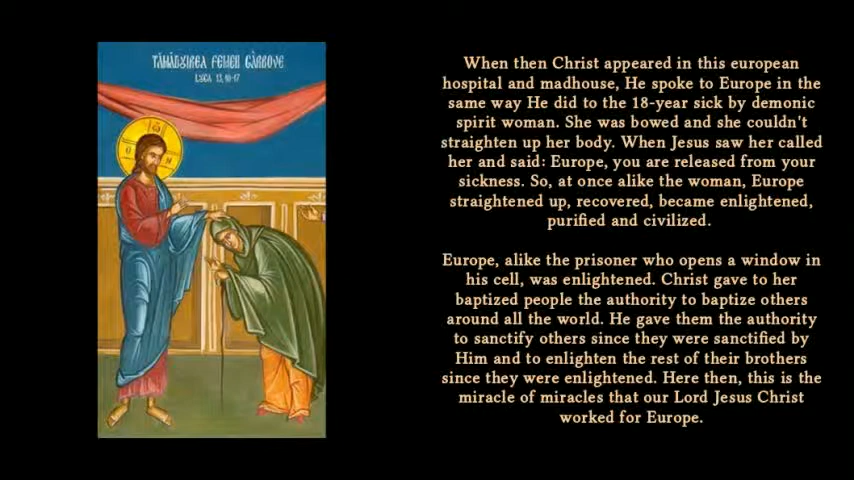 TĂMĂDUIREA FEMEII GÂRBOVE
LUCA 13, 10-17
When then Christ appeared in this european
hospital and madhouse, He spoke to Europe in the
same way He did to the 18-year sick by demonic
spirit woman. She was bowed and she couldn't
straighten up her body. When Jesus saw her called
her and said: Europe, you are released from your
sickness. So, at once alike the woman, Europe
straightened up, recovered, became enlightened,
purified and civilized.
Europe, alike the prisoner who opens a window in
his cell, was enlightened. Christ gave to her
baptized people the authority to baptize others
around all the world. He gave them the authority
to sanctify others since they were sanctified by
Him and to enlighten the rest of their brothers
since they were enlightened. Here then, this is the
miracle of miracles that our Lord Jesus Christ
worked for Europe.